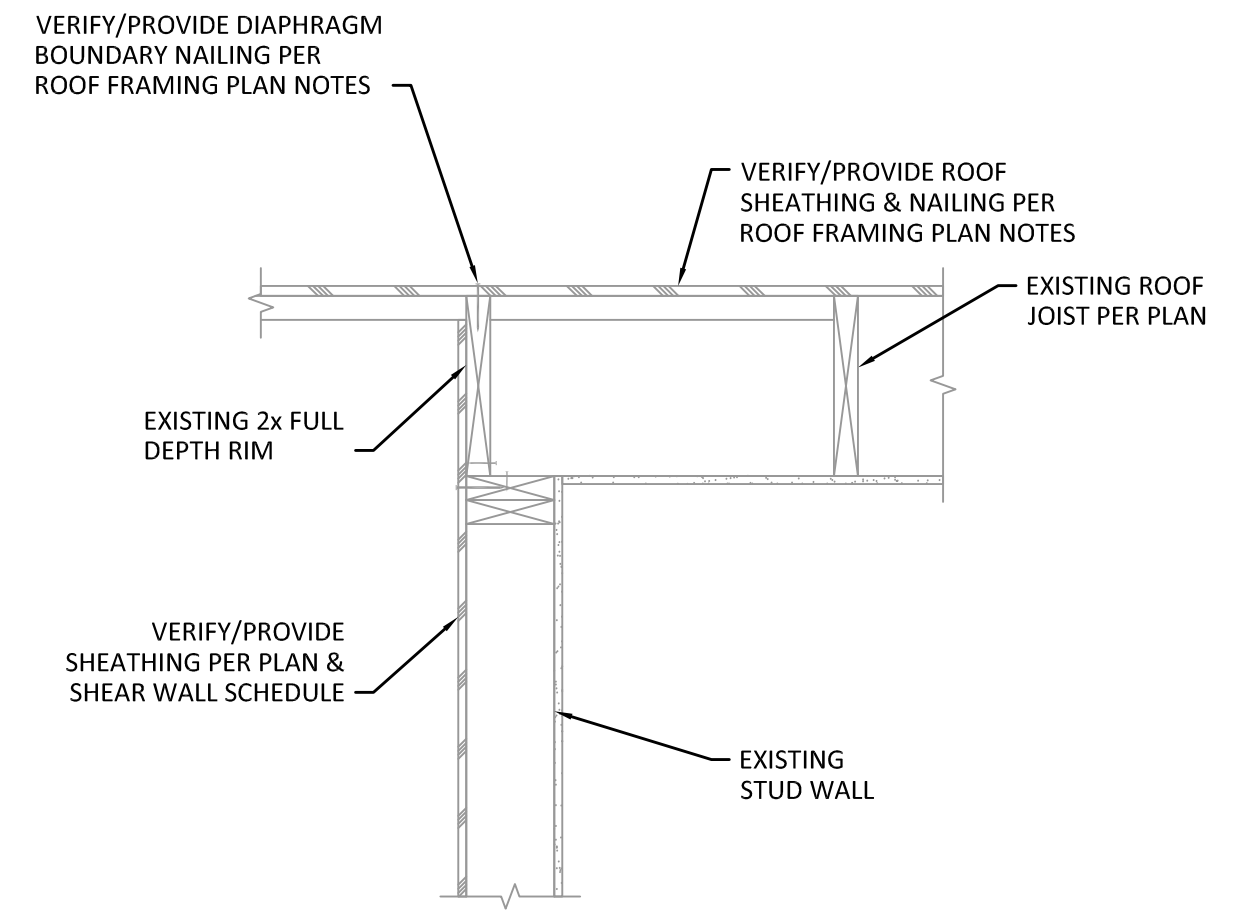 VERIFY/PROVIDE DIAPHRAGM
BOUNDARY NAILING PER
ROOF FRAMING PLAN NOTES
VERIFY/PROVIDE ROOF
SHEATHING & NAILING PER
ROOF FRAMING PLAN NOTES
EXISTING ROOF
JOIST PER PLAN
EXISTING 2x FULL
DEPTH RIM
VERIFY/PROVIDE
SHEATHING PER PLAN &
SHEAR WALL SCHEDULE
EXISTING
STUD WALL